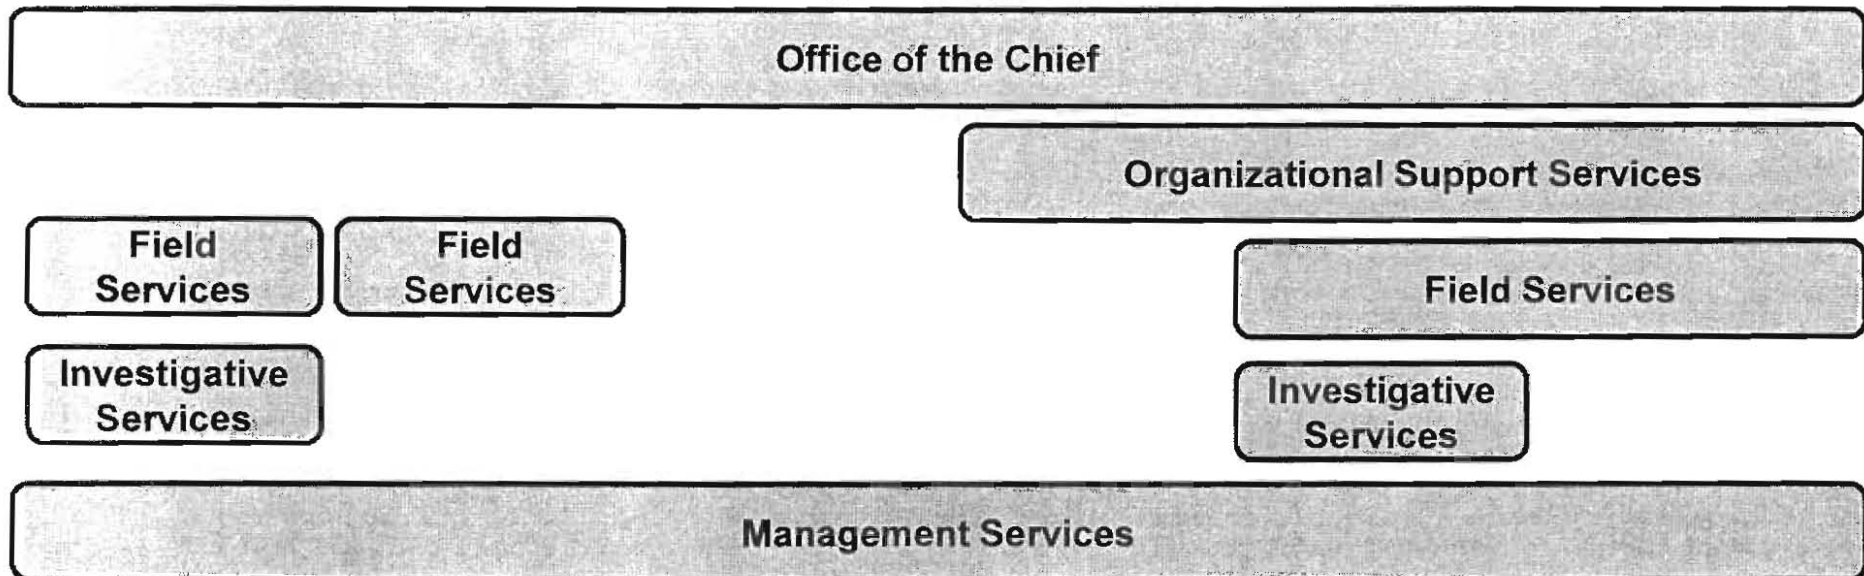 Office of the Chief
Organizational Support Services
Field
Services
Field
Services
Field Services
Investigative
Services
Investigative
Services
Management Services